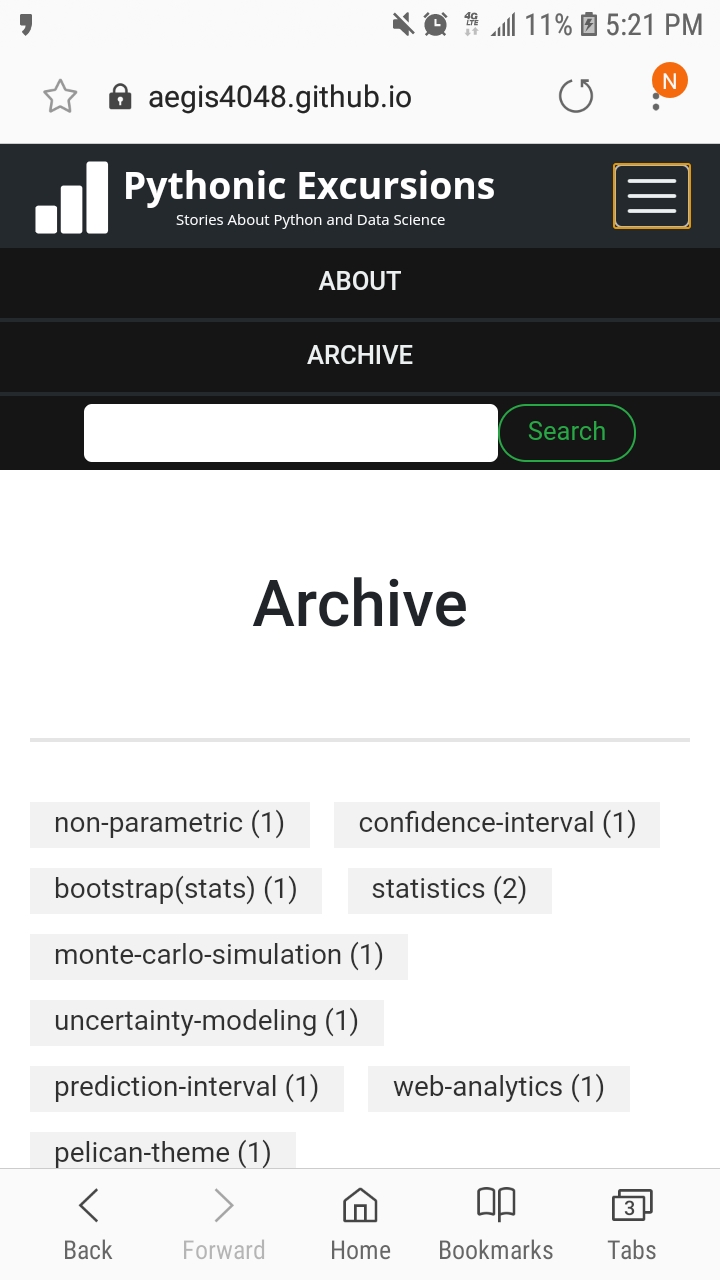 4G LTE 11% 5:21 PM
aegis4048.github.io N
Pythonic Excursions
Stories About Python and Data Science
ABOUT
ARCHIVE
Search
Archive
non-parametric (1) confidence-interval (1)
bootstrap(stats) (1) statistics (2)
monte-carlo-simulation (1)
uncertainty-modeling (1)
prediction-interval (1) web-analytics (1)
pelican-theme (1)
3
Back Forward Home Bookmarks Tabs